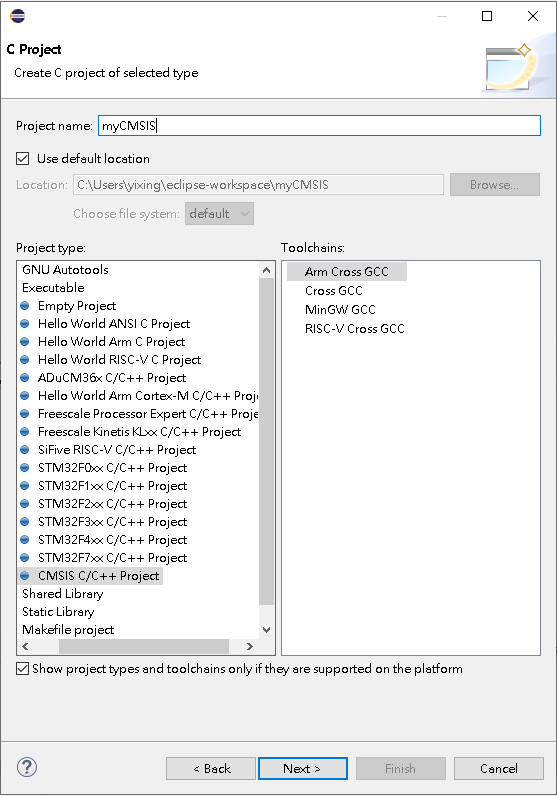 C Project
Create C project of selected type
Project name: myCMSIS
Use default location
Location: C:\Users\yixing\eclipse-workspace\myCMSIS Browse...
Choose file system: default
Project type: Toolchains:
GNU Autotools Arm Cross GCC
Executable Cross GCC
Empty Project MinGW GCC
Hello World ANSI C Project RISC-V Cross GCC
Hello World Arm C Project
Hello World RISC-V C Project
ADuCM36x C/C++ Project
Hello World Arm Cortex-M C/C++ Proj
Freescale Processor Expert C/C++ Proje
Freescale Kinetis KLxx C/C++ Project
SiFive RISC-V C/C++ Project
STM32F0xx C/C++ Project
STM32F1xx C/C++ Project
STM32F2xx C/C++ Project
STM32F3xx C/C++ Project
STM32F4xx C/C++ Project
STM32F7xx C/C++ Project
CMSIS C/C++ Project
Shared Library
Static Library
Makefile project
Show project types and toolchains only if they are supported on the platform
? < Back Next > Finish Cancel